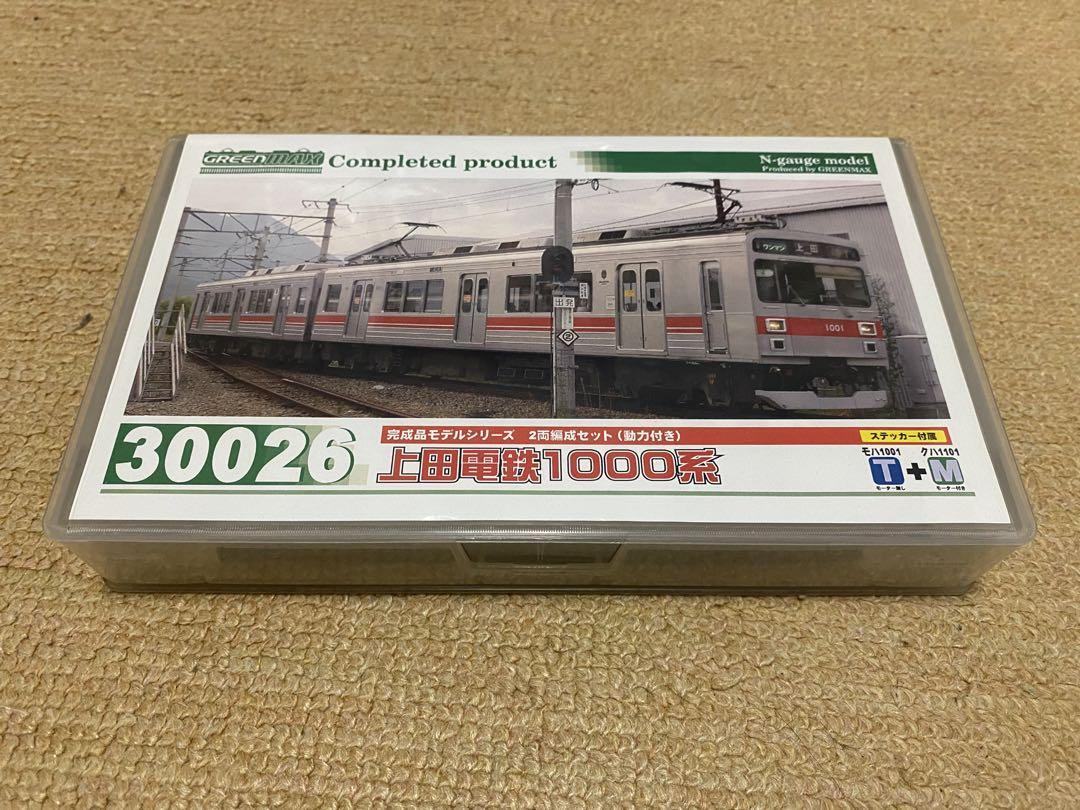 GREENMAX Completed product
N-gauge model
Produced by GREENMAX
ワンマン 上田
1001
出発
2
30026
完成品モデルシリーズ 2両編成セット(動力付き)
上田電鉄1000系
ステッカー付属
モハ1001 クハ1101
T+M
モーター無し モーター付き